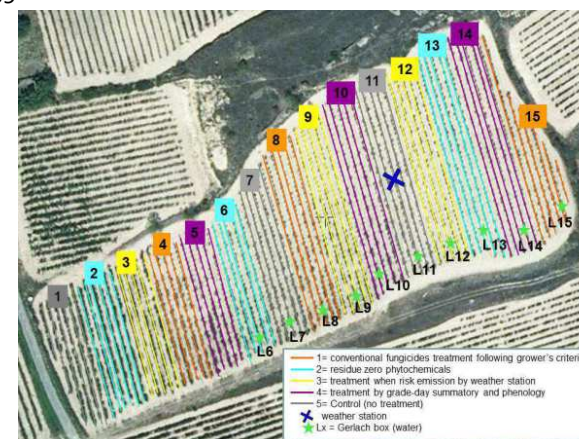 14
13
12
11
10
15
9
8
7
6
5
4
3
2
1
L15
L14
L13
L12
L11
L10
L9
L8
L7
L6
1= conventional fungicides treatment following grower's criteri
2= residue zero phytochemicals
3= treatment when risk emission by weather station
4= treatment by grade-day summatory and phenology
5= Control (no treatment)
weather station
Lx = Gerlach box (water)